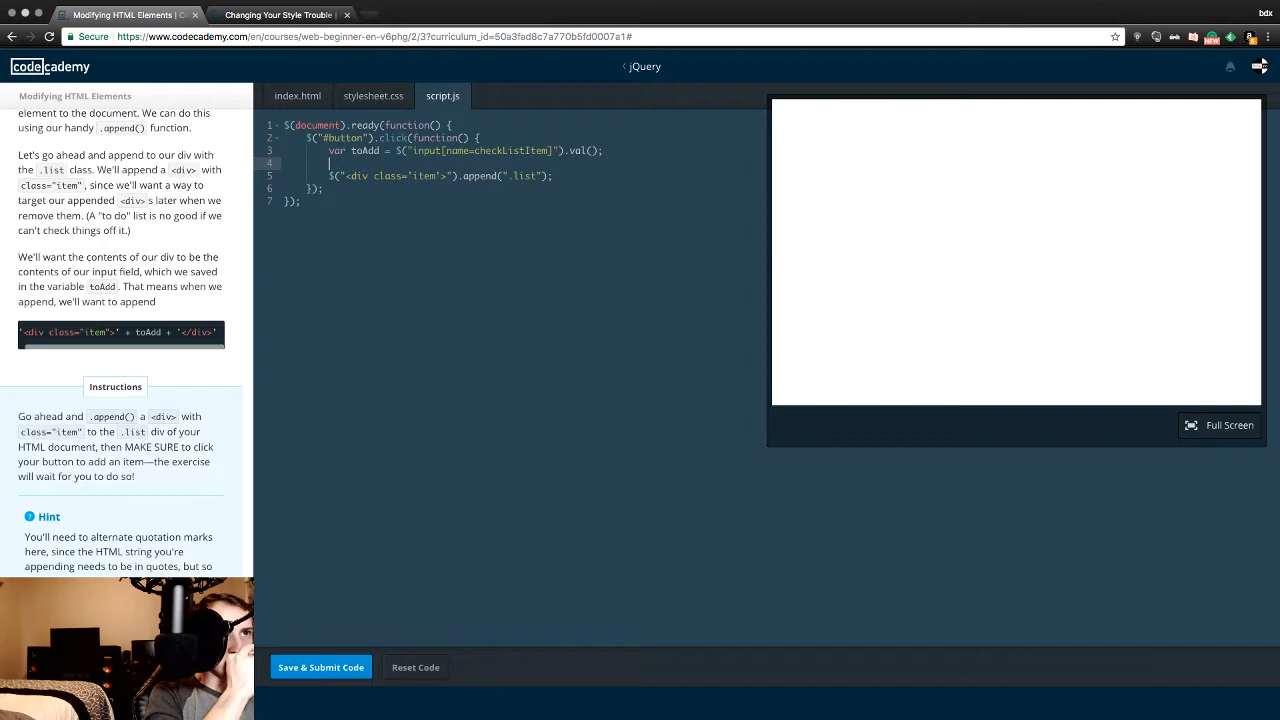 Modifying HTML Elements | C
Changing Your Style Trouble
bdx
Secure https://www.codecademy.com/en/courses/web-beginner-en-v6phg/2/3?curriculum_id=50a3fad8c7a770b5fd0007a1#
NEW
codecademy
jQuery
Modifying HTML Elements
element to the document. We can do this
using our handy .append() function.
Let's go ahead and append to our div with
the .list class. We'll append a <div> with
class="item", since we'll want a way to
target our appended <div>s later when we
remove them. (A "to do" list is no good if we
can't check things off it.)
We'll want the contents of our div to be the
contents of our input field, which we saved
in the variable toAdd. That means when we
append, we'll want to append
'<div class="item">' + toAdd + '</div>'
Instructions
Go ahead and .append() a <div> with
class="item" to the .list div of your
HTML document, then MAKE SURE to click
your button to add an item—the exercise
will wait for you to do so!
Hint
You'll need to alternate quotation marks
here, since the HTML string you're
appending needs to be in quotes, but so
index.html
stylesheet.css
script.js
1 $(document).ready(function() {
2 $("#button").click(function() {
3 var toAdd = $("input[name=checkListItem]").val();
4
5 $("<div class='item'>").append(".list");
6 });
7 });
Full Screen
Save & Submit Code
Reset Code